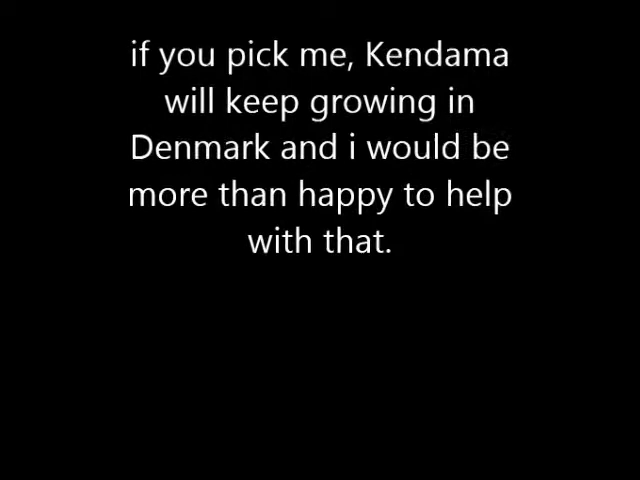 if you pick me, Kendama
will keep growing in
Denmark and i would be
more than happy to help
with that.